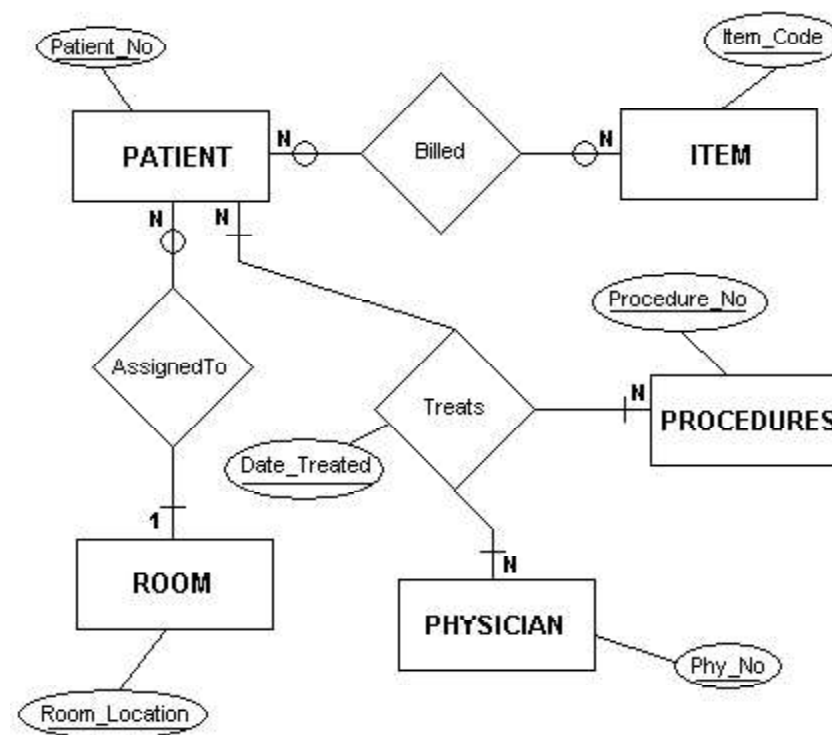 Patient_No
Item_Code
PATIENT
N
Billed
N
ITEM
N
N
Procedure_No
AssignedTo
Treats
N
PROCEDURES
Date_Treated
1
ROOM
N
PHYSICIAN
Phy_No
Room_Location